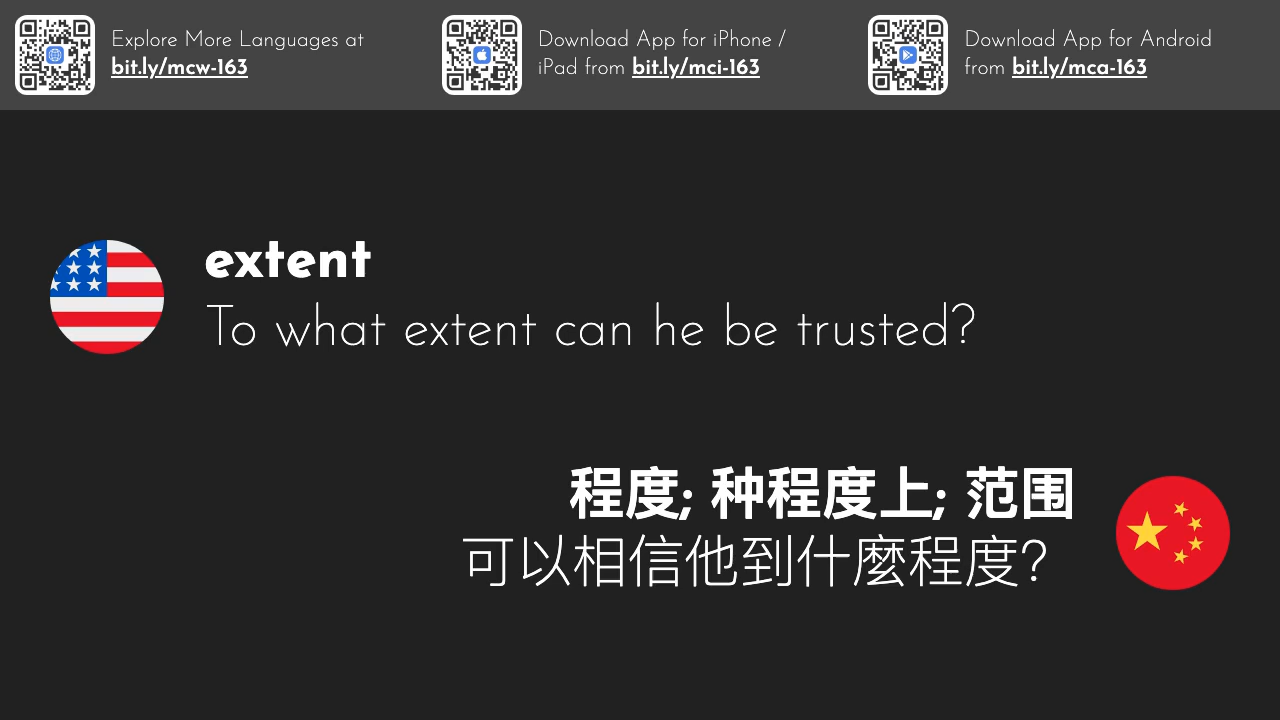 Explore More Languages at
bit.ly/mcw-163
Download App for iPhone /
iPad from bit.ly/mci-163
Download App for Android
from bit.ly/mca-163
extent
To what extent can he be trusted?
程度; 种程度上; 范围
可以相信他到什麼程度?